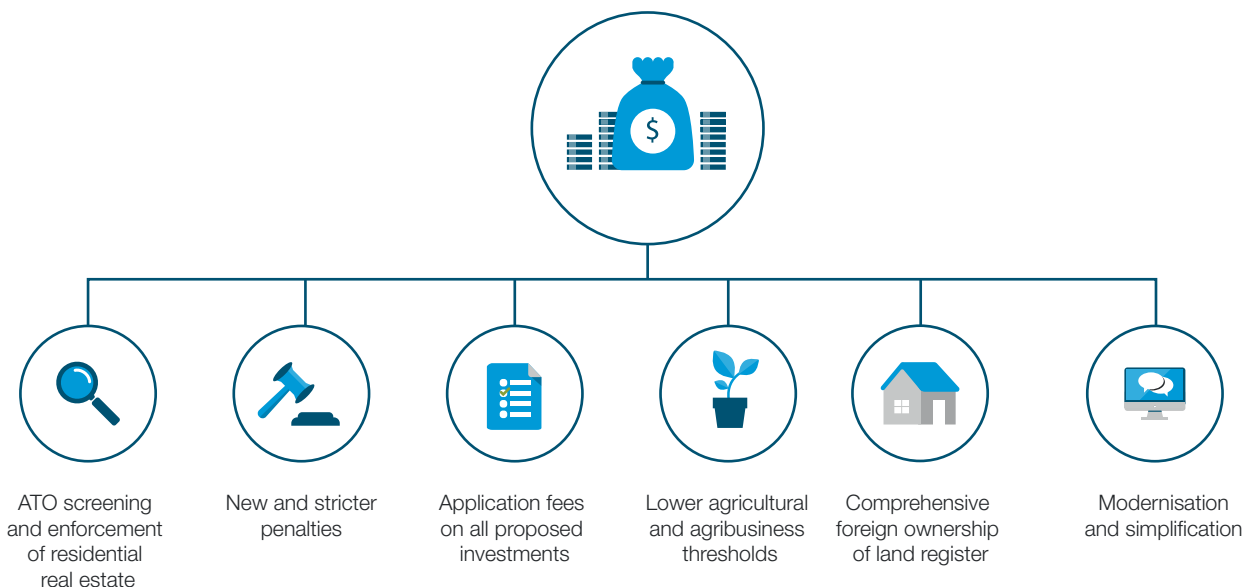 $
ATO screening
and enforcement
of residential
real estate
New and stricter
penalties
Application fees
on all proposed
investments
Lower agricultural
and agribusiness
thresholds
Comprehensive
foreign ownership
of land register
Modernisation
and simplification